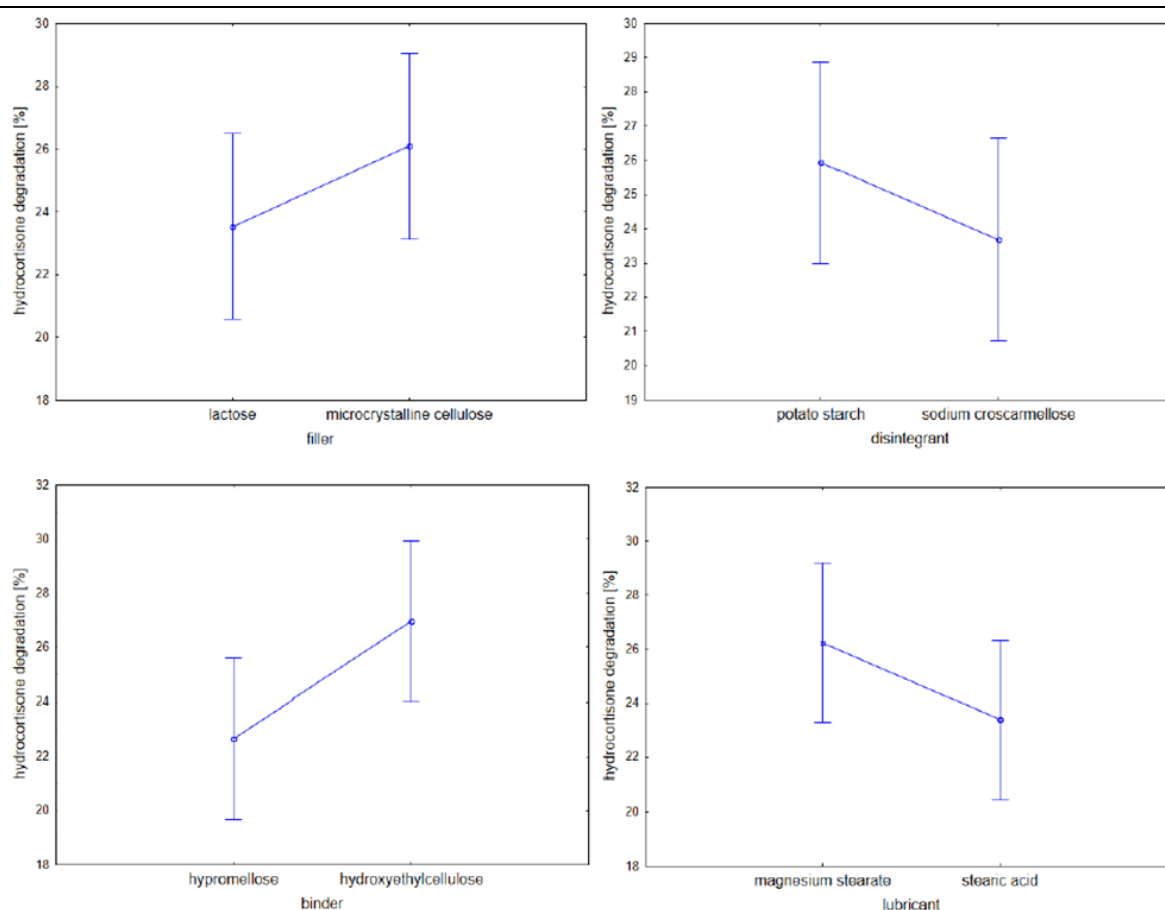 hydrocortisone degradation [%]
30
28
26
24
22
20
18
lactose microcrystalline cellulose
filler
hydrocortisone degradation [%]
30
29
28
27
26
25
24
23
22
21
20
19
potato starch sodium croscarmellose
disintegrant
hydrocortisone degradation [%]
32
30
28
26
24
22
20
18
hypromellose hydroxyethylcellulose
binder
hydrocortisone degradation [%]
32
30
28
26
24
22
20
18
magnesium stearate stearic acid
lubricant